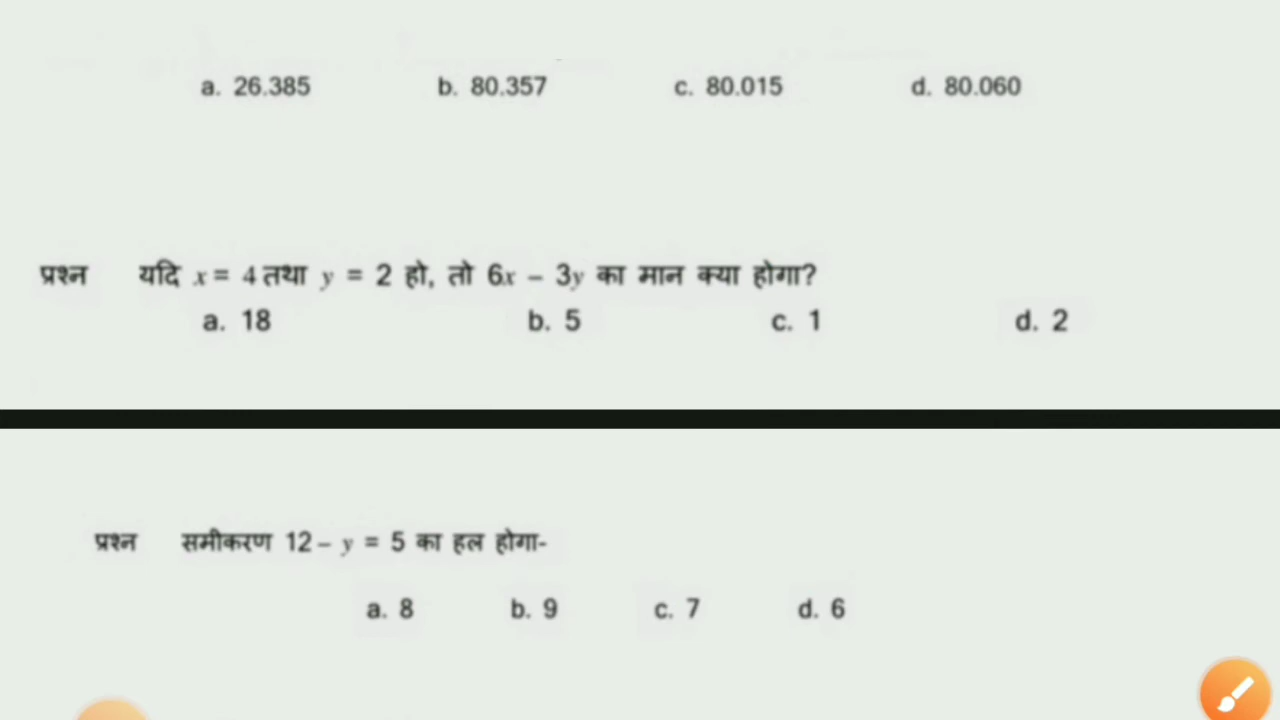 a. 26.385 b. 80.357 c. 80.015 d. 80.060
प्रश्न यदि x = 4 तथा y = 2 हो, तो 6x – 3y का मान क्या होगा?
a. 18 b. 5 c. 1 d. 2
प्रश्न समीकरण 12 – y = 5 का हल होगा-
a. 8 b. 9 c. 7 d. 6